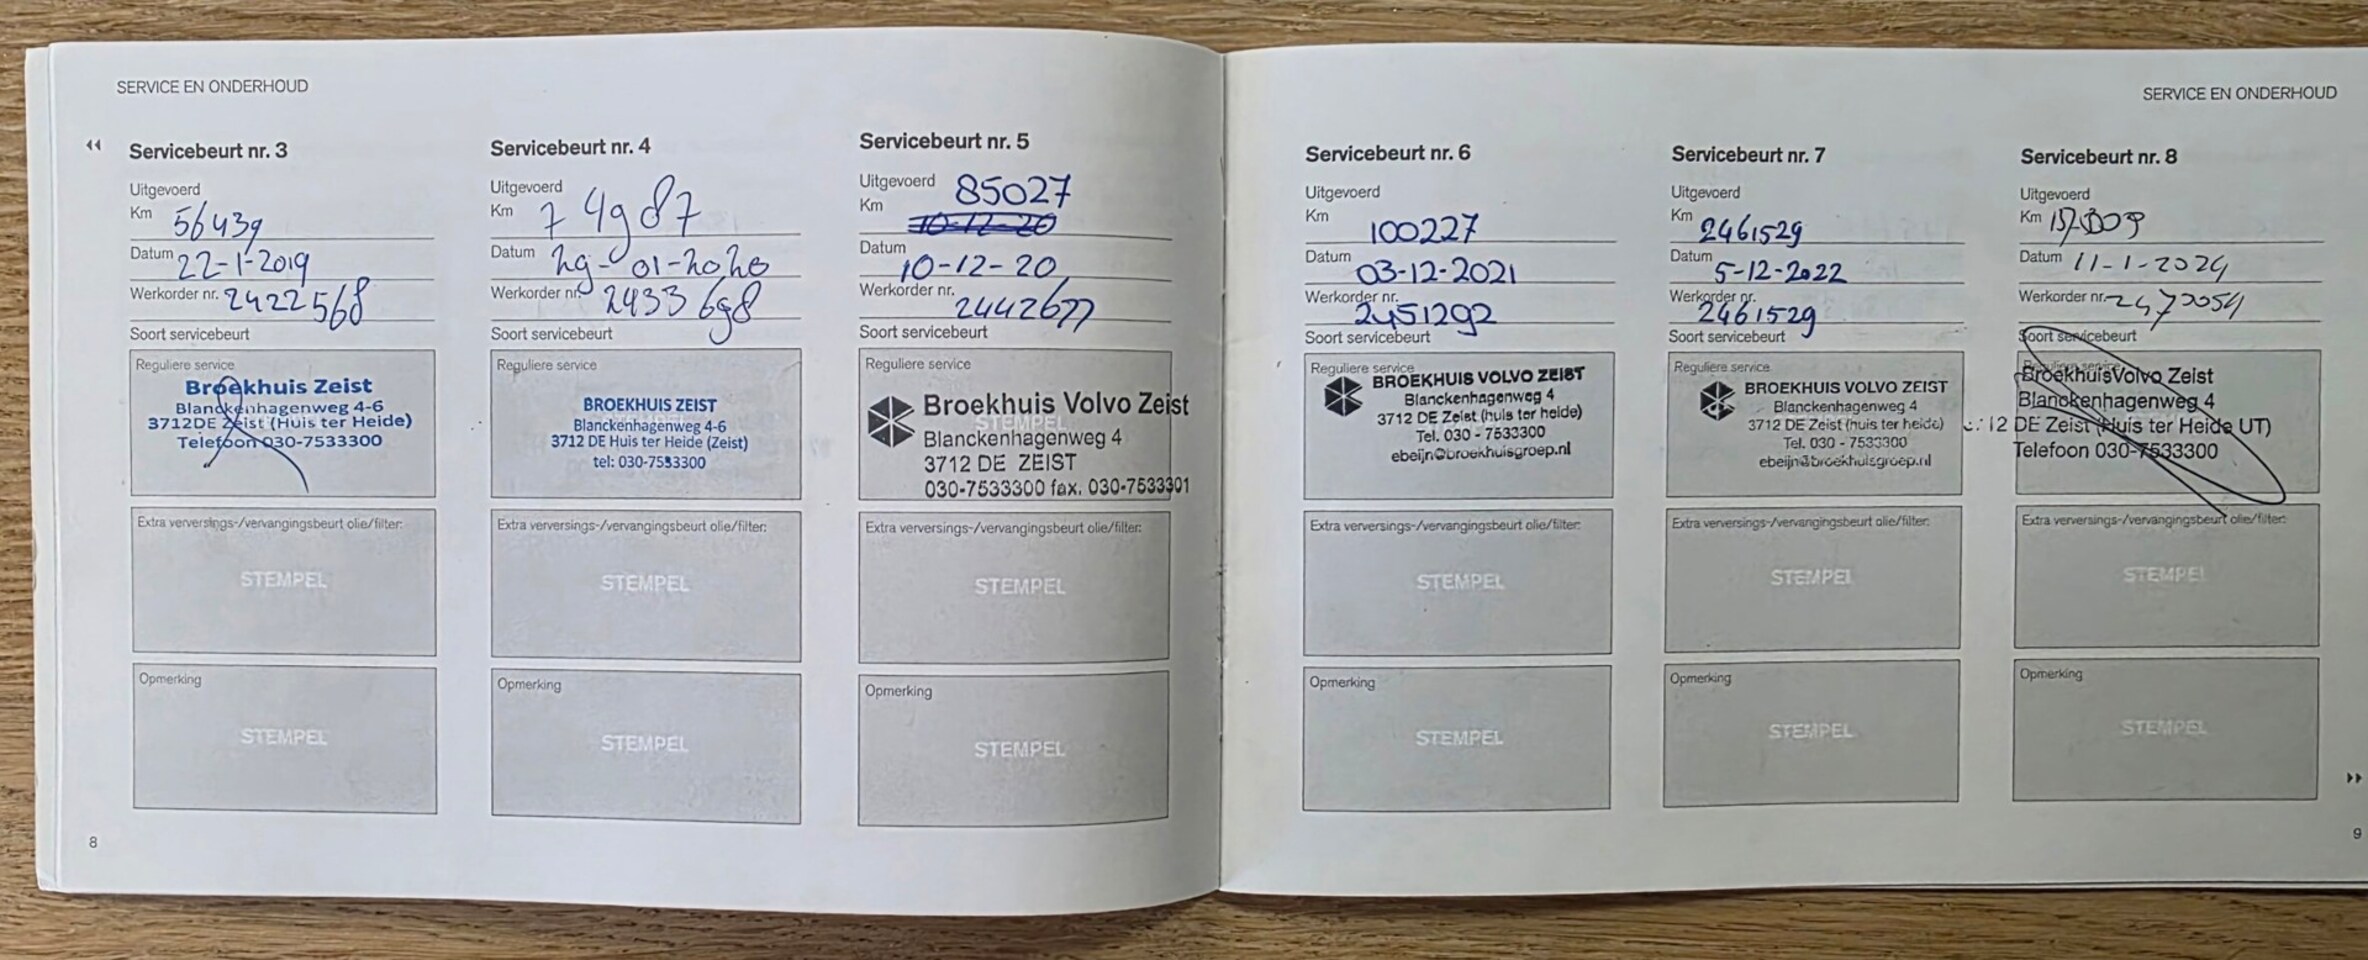 SERVICE EN ONDERHOUD
Servicebeurt nr. 3
Uitgevoerd
Km 56439
Datum 22-1-2019
Werkorder nr. 2422568
Soort servicebeurt
Reguliere service
Broekhuis Zeist
Blanckenhagenweg 4-6
3712DE Zeist (Huis ter Heide)
Telefoon 030-7533300
Extra verversings-/vervangingsbeurt olie/filter:
STEMPEL
Opmerking
STEMPEL
8
Servicebeurt nr. 4
Uitgevoerd
Km 74987
Datum 29-01-2020
Werkorder nr. 2433698
Soort servicebeurt
Reguliere service
BROEKHUIS ZEIST
Blanckenhagenweg 4-6
3712 DE Huis ter Heide (Zeist)
tel: 030-7533300
Extra verversings-/vervangingsbeurt olie/filter:
STEMPEL
Opmerking
STEMPEL
Servicebeurt nr. 5
Uitgevoerd
Km 85027
10-12-20
Datum
10-12-20
Werkorder nr.
2442677
Soort servicebeurt
Reguliere service
STEMPEL
Broekhuis Volvo Zeist
Blanckenhagenweg 4
3712 DE ZEIST
030-7533300 fax. 030-7533301
Extra verversings-/vervangingsbeurt olie/filter:
STEMPEL
Opmerking
STEMPEL
SERVICE EN ONDERHOUD
Servicebeurt nr. 6
Uitgevoerd
Km 100227
Datum
03-12-2021
Werkorder nr.
2451292
Soort servicebeurt
Reguliere service
BROEKHUIS VOLVO ZEIST
Blanckenhagenweg 4
3712 DE Zeist (huis ter heide)
Tel. 030 - 7533300
ebeijn@broekhuisgroep.nl
Extra verversings-/vervangingsbeurt olie/filter:
STEMPEL
Opmerking
STEMPEL
Servicebeurt nr. 7
Uitgevoerd
Km 2461529
Datum
5-12-2022
Werkorder nr.
2461529
Soort servicebeurt
Reguliere service
BROEKHUIS VOLVO ZEIST
Blanckenhagenweg 4
3712 DE Zeist (huis ter heide)
Tel. 030 - 7533300
ebeijn@broekhuisgroep.nl
Extra verversings-/vervangingsbeurt olie/filter:
STEMPEL
Opmerking
STEMPEL
Servicebeurt nr. 8
Uitgevoerd
Km
Datum 11-1-2024
Werkorder nr.
Soort servicebeurt
Reguliere service
Broekhuis Volvo Zeist
Blanckenhagenweg 4
12 DE Zeist (Huis ter Heide UT)
Telefoon 030-7533300
Extra verversings-/vervangingsbeurt olie/filter:
STEMPEL
Opmerking
STEMPEL
9